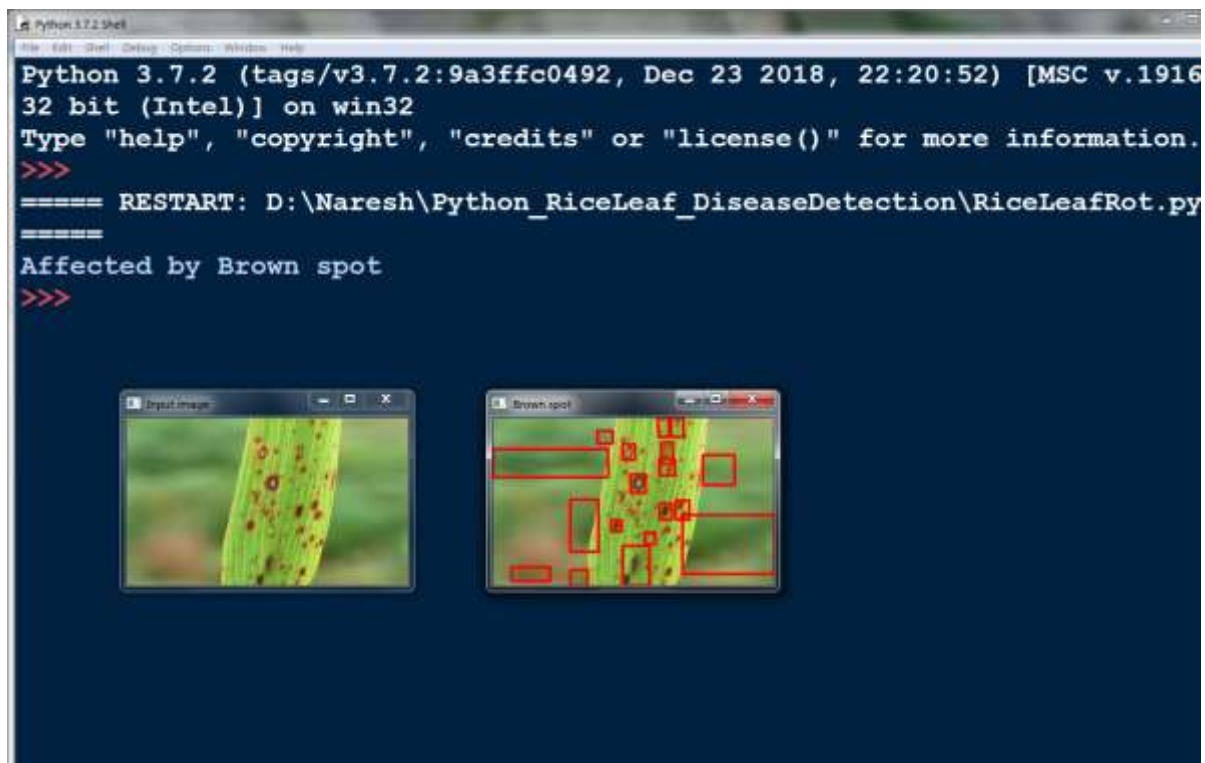 Python 3.7.2 Shell
File Edit Shell Debug Options Window Help
Python 3.7.2 (tags/v3.7.2:9a3ffc0492, Dec 23 2018, 22:20:52) [MSC v.1916
32 bit (Intel)] on win32
Type "help", "copyright", "credits" or "license()" for more information.
>>>
===== RESTART: D:\Naresh\Python_RiceLeaf_DiseaseDetection\RiceLeafRot.py
=====
Affected by Brown spot
>>>
Input image
Brown spot